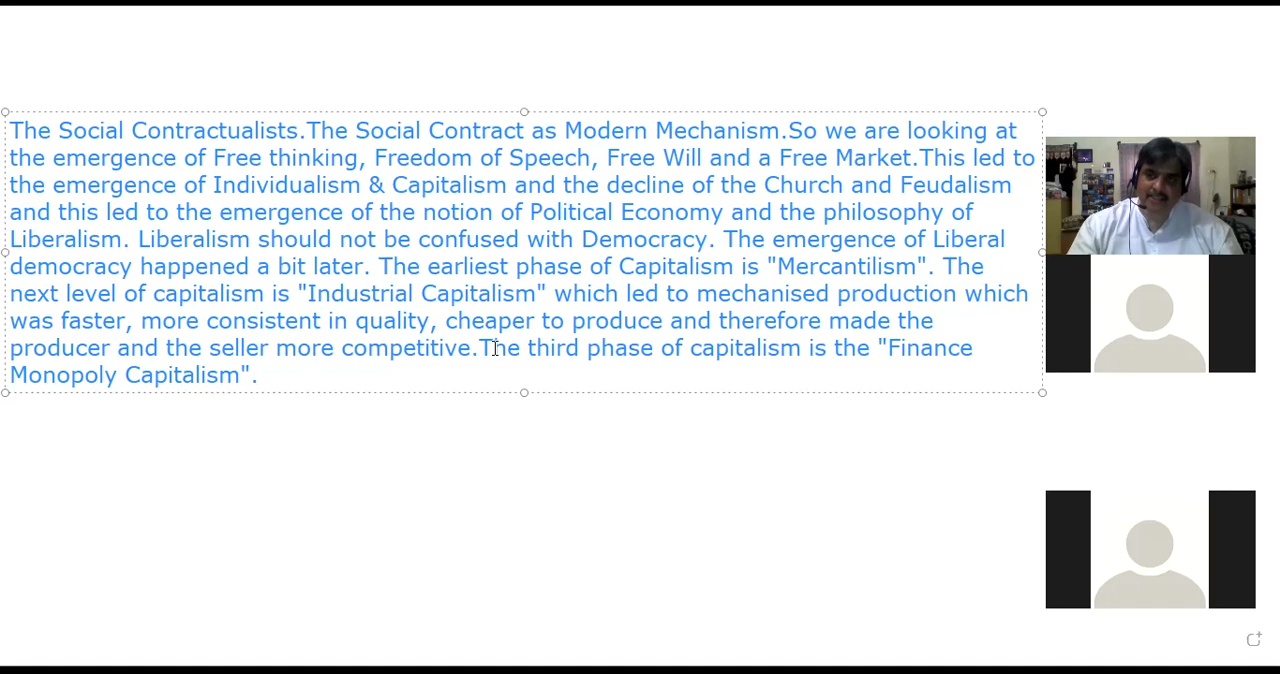 The Social Contractualists.The Social Contract as Modern Mechanism.So we are looking at
the emergence of Free thinking, Freedom of Speech, Free Will and a Free Market.This led to
the emergence of Individualism & Capitalism and the decline of the Church and Feudalism
and this led to the emergence of the notion of Political Economy and the philosophy of
Liberalism. Liberalism should not be confused with Democracy. The emergence of Liberal
democracy happened a bit later. The earliest phase of Capitalism is "Mercantilism". The
next level of capitalism is "Industrial Capitalism" which led to mechanised production which
was faster, more consistent in quality, cheaper to produce and therefore made the
producer and the seller more competitive.The third phase of capitalism is the "Finance
Monopoly Capitalism".